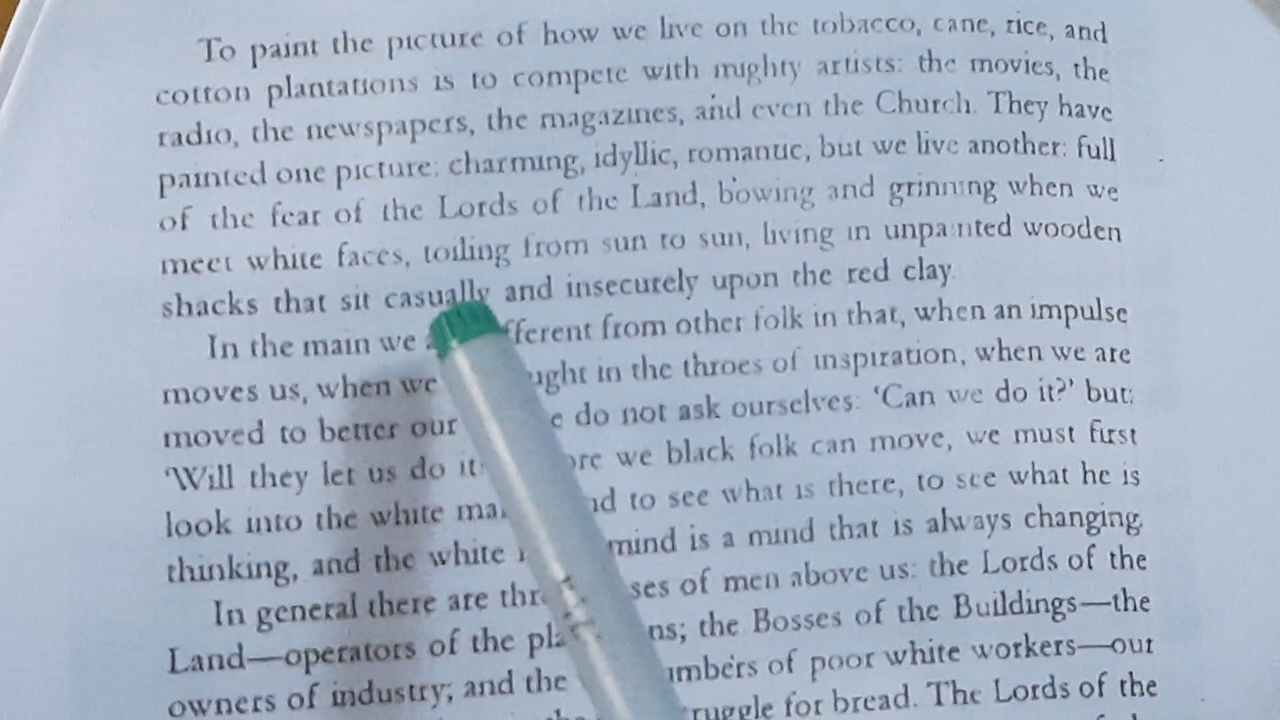 To paint the picture of how we live on the tobacco, cane, rice, and
cotton plantations is to compete with mighty artists: the movies, the
radio, the newspapers, the magazines, and even the Church. They have
painted one picture: charming, idyllic, romantic; but we live another: full
of the fear of the Lords of the Land, bowing and grinning when we
meet white faces, toiling from sun to sun, living in unpainted wooden
shacks that sit casually and insecurely upon the red clay.
In the main we fferent from other folk in that, when an impulse
moves us, when we ught in the throes of inspiration, when we are
moved to better our e do not ask ourselves: 'Can we do it?' but:
'Will they let us do it ore we black folk can move, we must first
look into the white ma nd to see what is there, to see what he is
thinking, and the white mind is a mind that is always changing.
In general there are thr ses of men above us: the Lords of the
Land—operators of the pla ns; the Bosses of the Buildings—the
owners of industry; and the umbers of poor white workers—our
ruggle for bread. The Lords of the